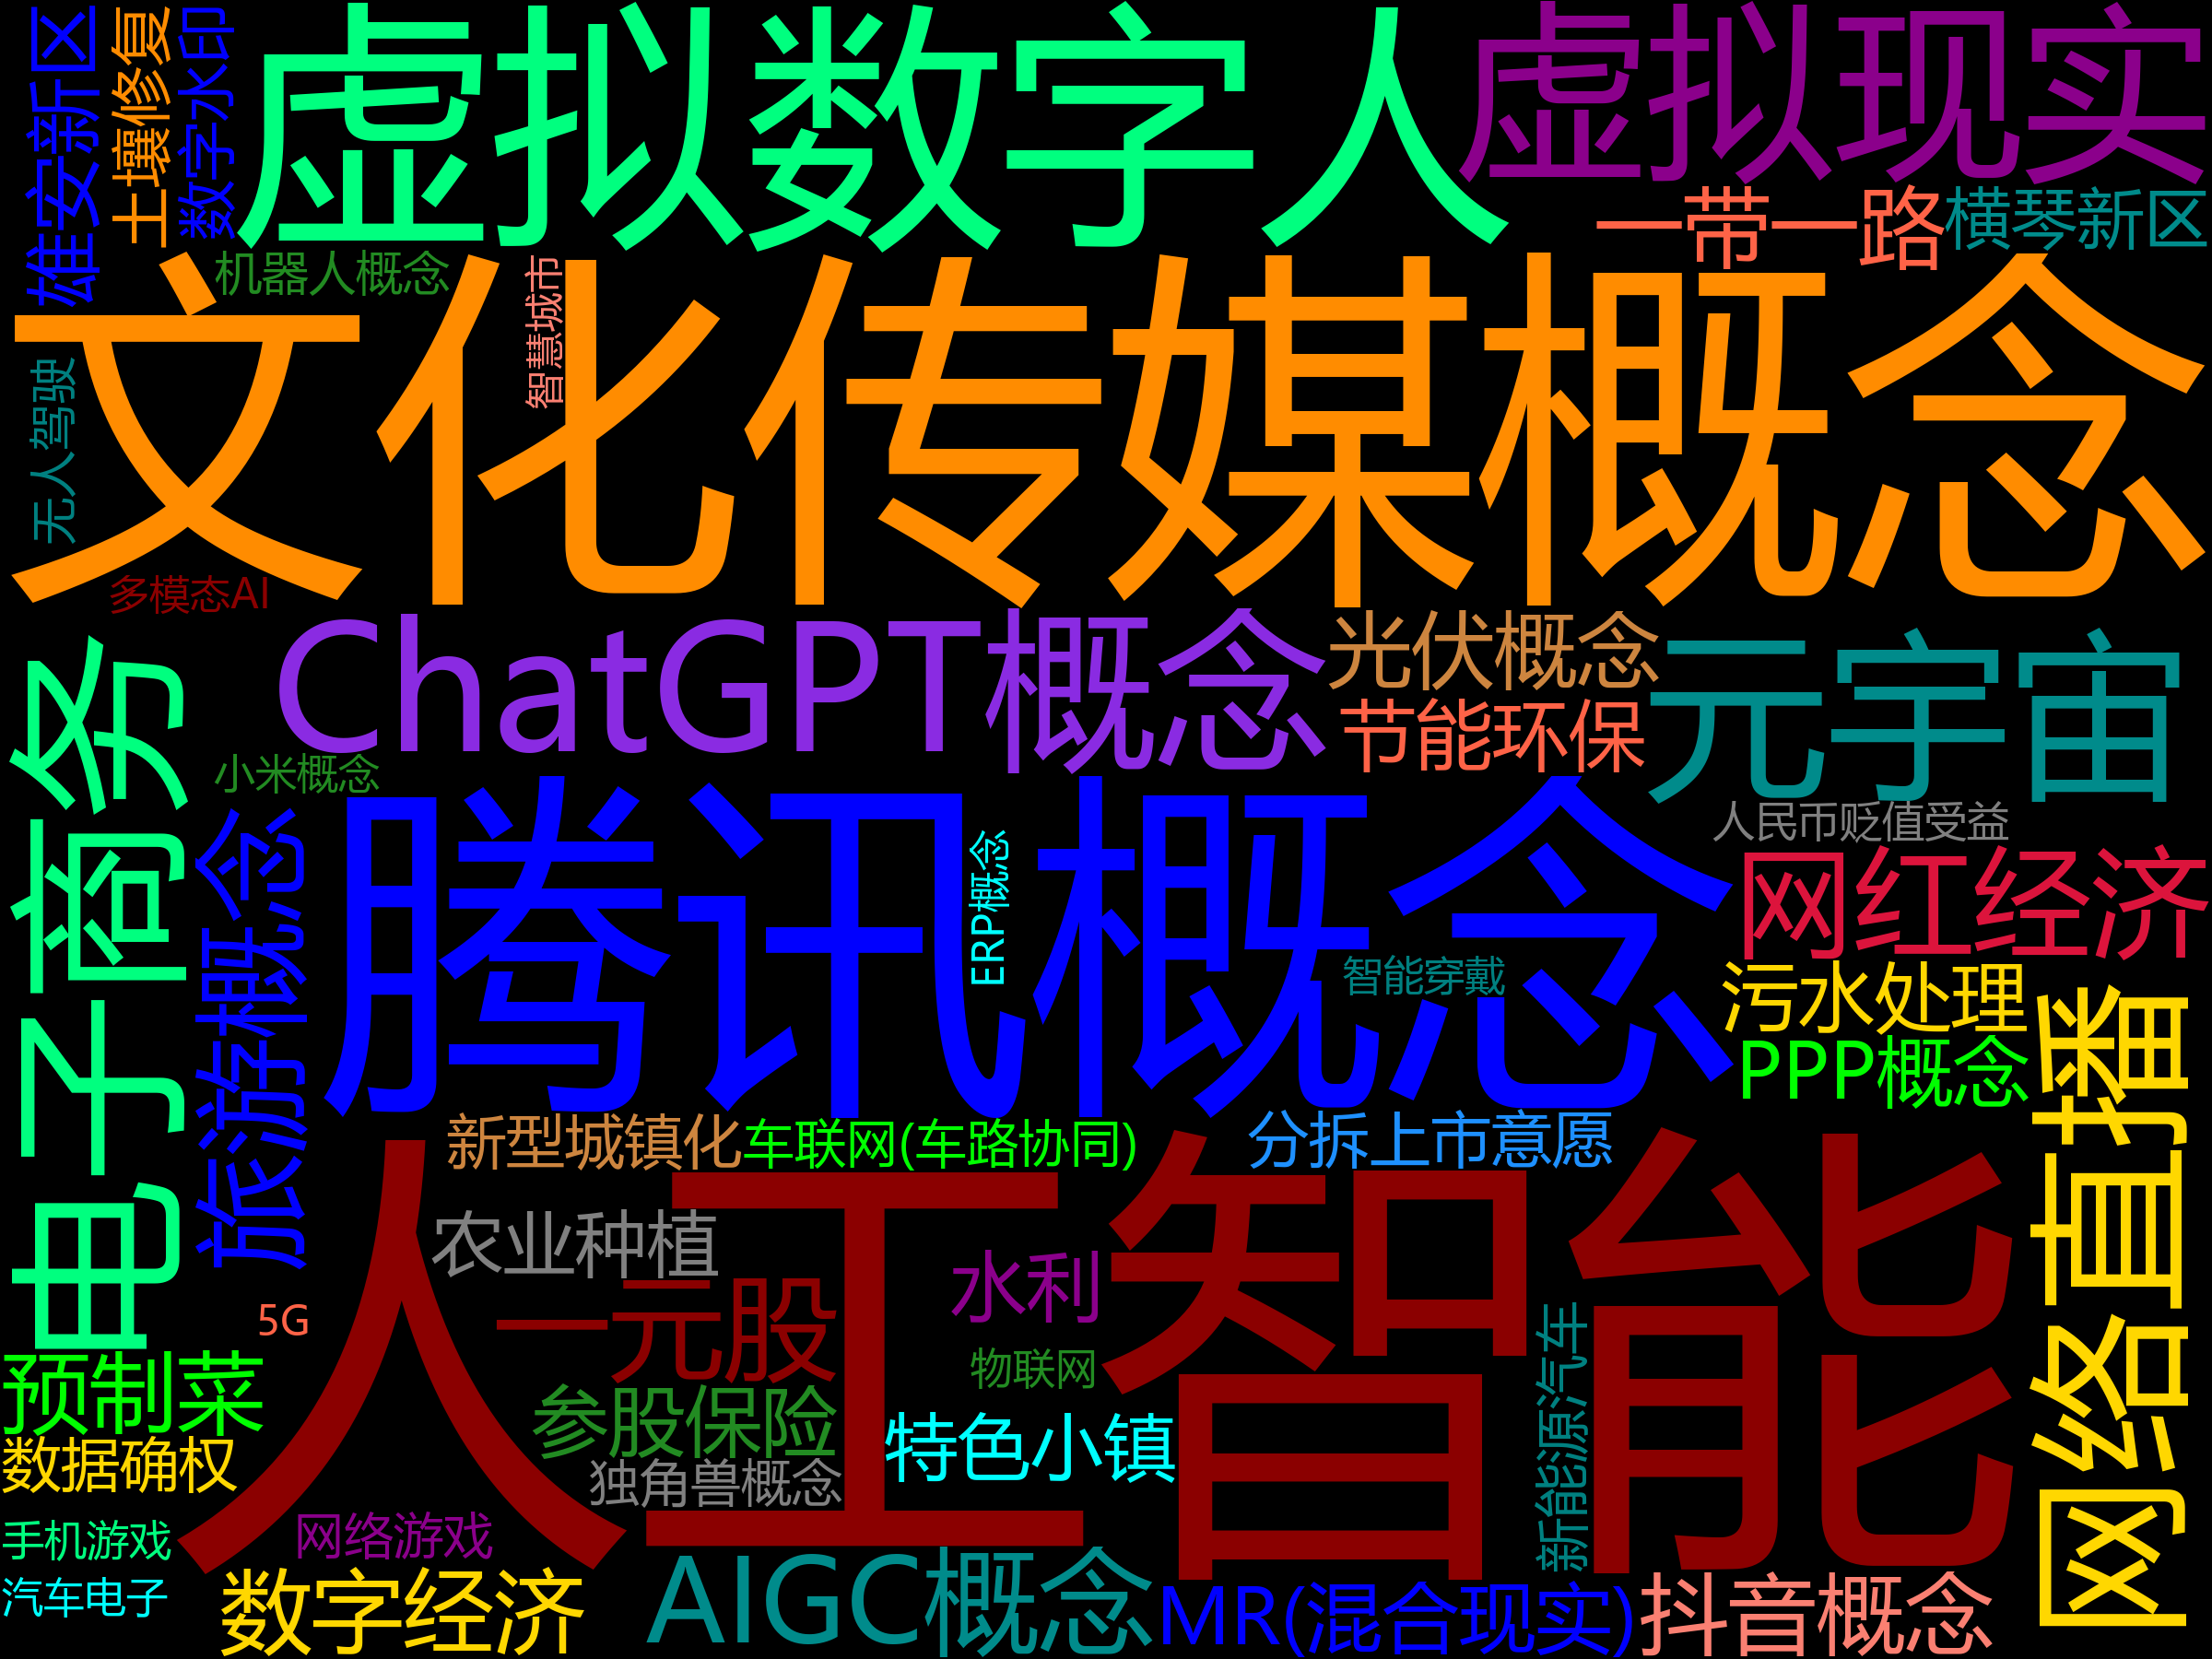 雄安新区
土壤修复
数字水印
虚拟数字人
虚拟现实
一带一路
横琴新区
机器人概念
智慧城市
文化传媒概念
无人驾驶
多模态AI
ChatGPT概念
光伏概念
元宇宙
节能环保
电子商务
小米概念
旅游概念
腾讯概念
ERP概念
人民币贬值受益
网红经济
智能穿戴
污水处理
PPP概念
网络直播
新型城镇化
车联网(车路协同)
分拆上市意愿
人工智能
农业种植
水利
一元股
5G
新能源汽车
预制菜
物联网
参股保险
特色小镇
数据确权
独角兽概念
手机游戏
网络游戏
汽车电子
数字经济
AIGC概念
MR(混合现实)
抖音概念